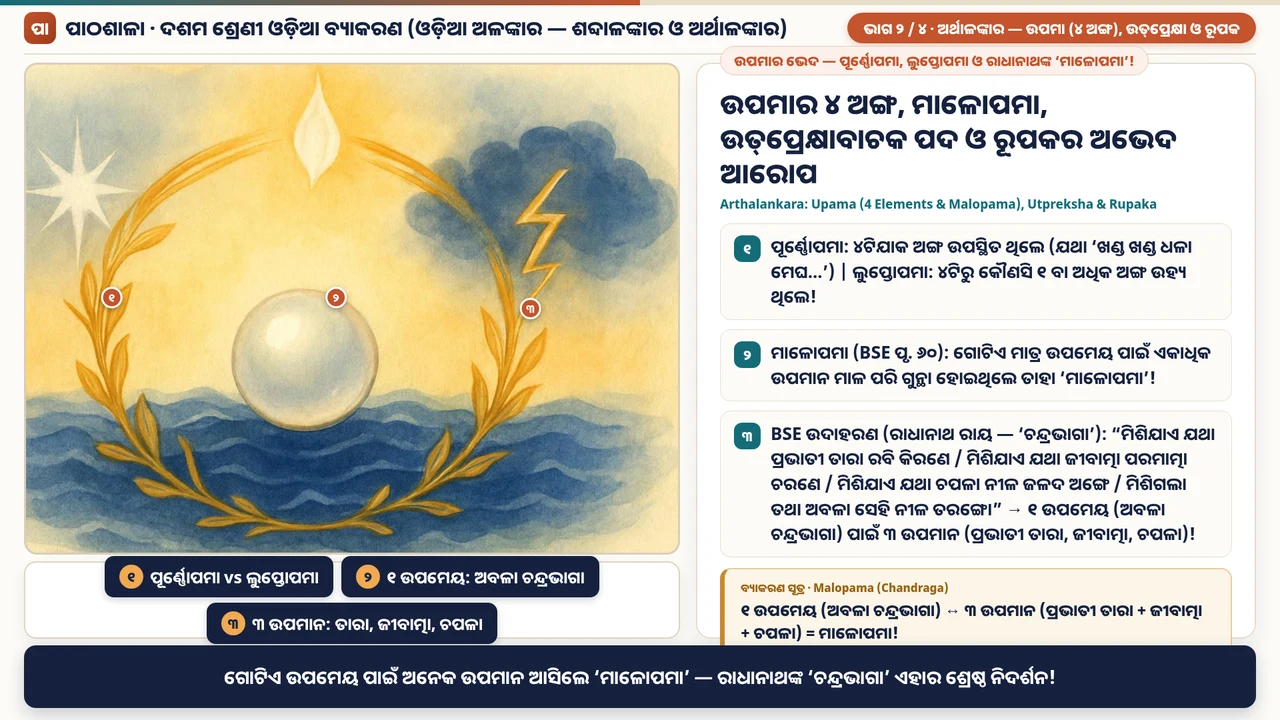 ପା ପାଠଶାଳା · ଦଶମ ଶ୍ରେଣୀ ଓଡ଼ିଆ ବ୍ୟାକରଣ (ଓଡ଼ିଆ ଅଳଙ୍କାର — ଶବ୍ଦାଳଙ୍କାର ଓ ଅର୍ଥାଳଙ୍କାର)
ଭାଗ ୨ / ୪ · ଅର୍ଥାଳଙ୍କାର — ଉପମା (୪ ଅଙ୍ଗ), ଉତ୍‌ପ୍ରେକ୍ଷା ଓ ରୂପକ
ଉପମାର ଭେଦ — ପୂର୍ଣ୍ଣୋପମା, ଲୁପ୍ତୋପମା ଓ ରାଧାନାଥଙ୍କ ‘ମାଳୋପମା’!
ଉପମାର ୪ ଅଙ୍ଗ, ମାଳୋପମା,
ଉତ୍‌ପ୍ରେକ୍ଷାବାଚକ ପଦ ଓ ରୂପକର ଅଭେଦ
ଆରୋପ
Arthalankara: Upama (4 Elements & Malopama), Utpreksha & Rupaka
୧ ପୂର୍ଣ୍ଣୋପମା: ୪ଟିଯାକ ଅଙ୍ଗ ଉପସ୍ଥିତ ଥିଲେ (ଯଥା ‘ଖଣ୍ଡ ଖଣ୍ଡ ଧଳା
ମେଘ...’) | ଲୁପ୍ତୋପମା: ୪ଟିରୁ କୌଣସି ୧ ବା ଅଧିକ ଅଙ୍ଗ ଉହ୍ୟ
ଥିଲେ!
୨ ମାଳୋପମା (BSE ପୃ. ୬୦): ଗୋଟିଏ ମାତ୍ର ଉପମେୟ ପାଇଁ ଏକାଧିକ
ଉପମାନ ମାଳ ପରି ଗୁନ୍ଥା ହୋଇଥିଲେ ତାହା ‘ମାଳୋପମା’!
୩ BSE ଉଦାହରଣ (ରାଧାନାଥ ରାୟ — ‘ଚନ୍ଦ୍ରଭାଗା’): “ମିଶିଯାଏ ଯଥା
ପ୍ରଭାତୀ ତାରା ରବି କିରଣେ / ମିଶିଯାଏ ଯଥା ଜୀବାତ୍ମା ପରମାତ୍ମା
ଚରଣେ / ମିଶିଯାଏ ଯଥା ଚପଳା ନୀଳ ଜଳଦ ଅଙ୍ଗେ / ମିଶିଗଲା
ତଥା ଅବଳା ସେହି ନୀଳ ତରଙ୍ଗେ।” → ୧ ଉପମେୟ (ଅବଳା
ଚନ୍ଦ୍ରଭାଗା) ପାଇଁ ୩ ଉପମାନ (ପ୍ରଭାତୀ ତାରା, ଜୀବାତ୍ମା, ଚପଳା)!
ବ୍ୟାକରଣ ସୂତ୍ର · Malopama (Chandraga)
୧ ଉପମେୟ (ଅବଳା ଚନ୍ଦ୍ରଭାଗା) ↔ ୩ ଉପମାନ (ପ୍ରଭାତୀ ତାରା + ଜୀବାତ୍ମା
+ ଚପଳା) = ମାଳୋପମା!
୧
୨
୩
୧ ପୂର୍ଣ୍ଣୋପମା vs ଲୁପ୍ତୋପମା
୨ ୧ ଉପମେୟ: ଅବଳା ଚନ୍ଦ୍ରଭାଗା
୩ ୩ ଉପମାନ: ତାରା, ଜୀବାତ୍ମା, ଚପଳା
ଗୋଟିଏ ଉପମେୟ ପାଇଁ ଅନେକ ଉପମାନ ଆସିଲେ ‘ମାଳୋପମା’ — ରାଧାନାଥଙ୍କ ‘ଚନ୍ଦ୍ରଭାଗା’ ଏହାର ଶ୍ରେଷ୍ଠ ନିଦର୍ଶନ!